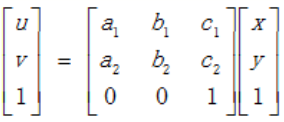 [ u ] = [ a₁ b₁ c₁ ] [ x ]
[ v ] = [ a₂ b₂ c₂ ] [ y ]
[ 1 ] = [ 0 0 1 ] [ 1 ]